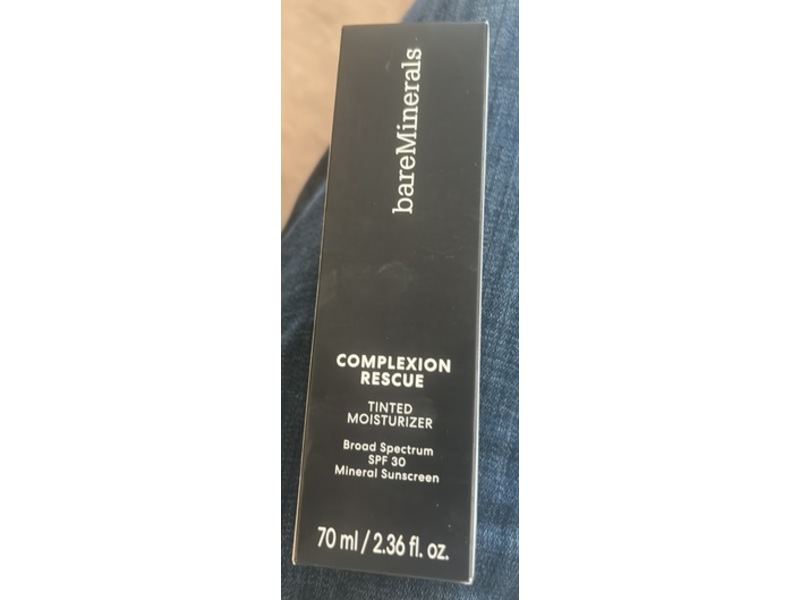 bareMinerals
COMPLEXION
RESCUE
TINTED
MOISTURIZER
Broad Spectrum
SPF 30
Mineral Sunscreen
70 ml / 2.36 fl. oz.